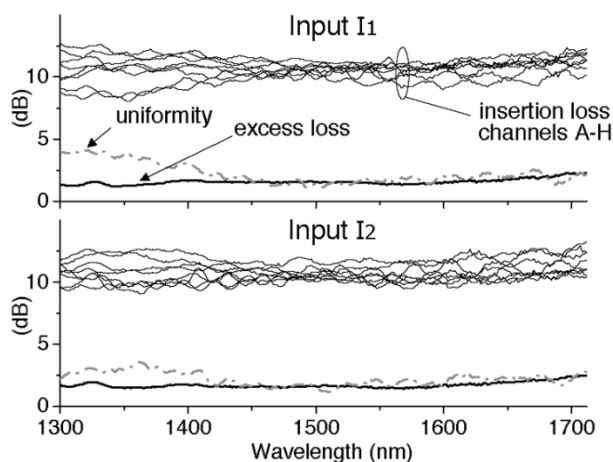 Input I1
10
5
0
(dB)
uniformity
excess loss
insertion loss
channels A-H
Input I2
10
5
0
(dB)
1300 1400 1500 1600 1700
Wavelength (nm)